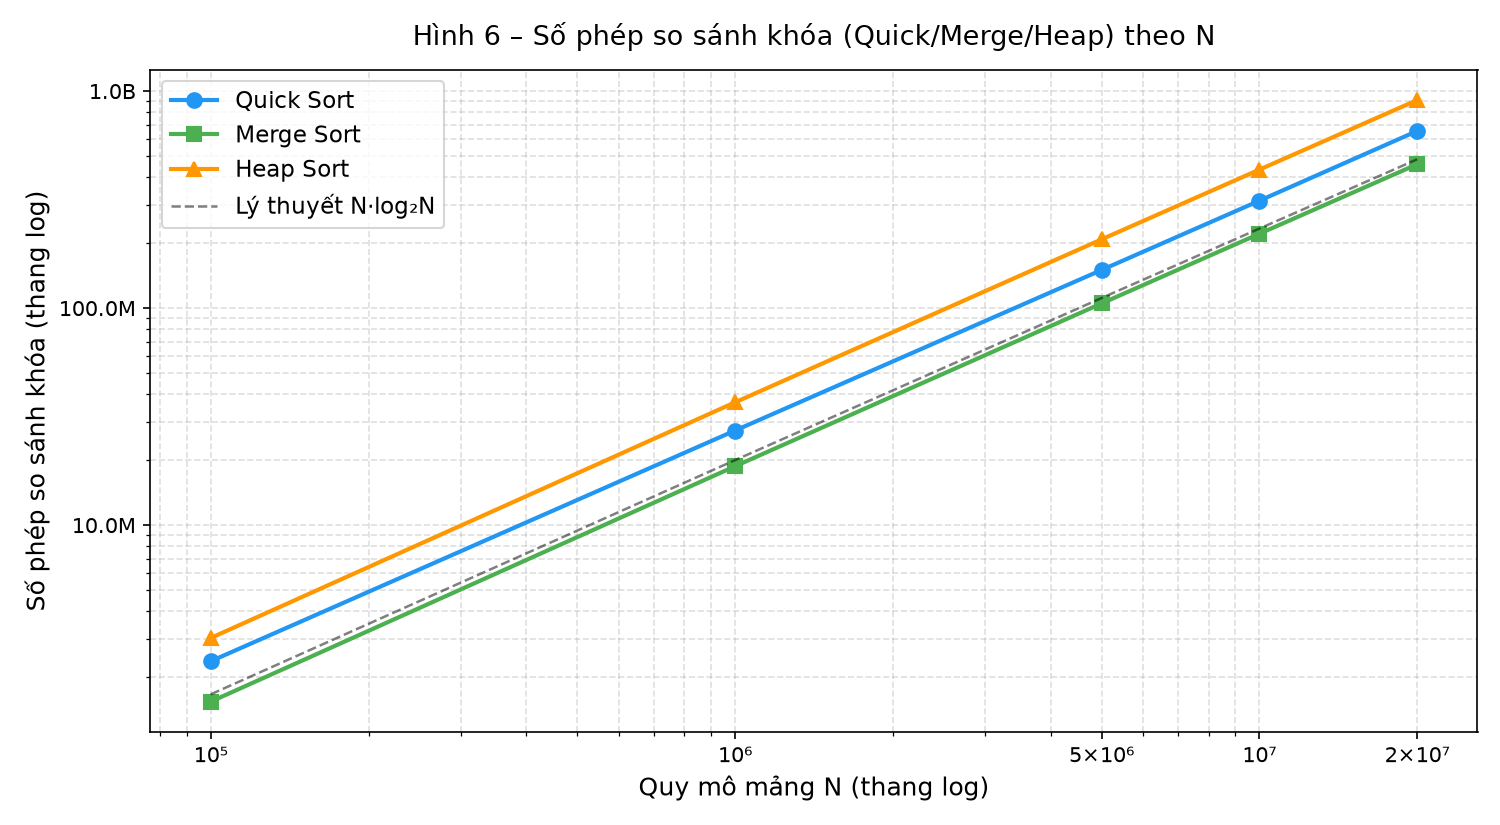 Hình 6 – Số phép so sánh khóa (Quick/Merge/Heap) theo N
Quick Sort
Merge Sort
Heap Sort
Lý thuyết N·log₂N
Số phép so sánh khóa (thang log)
1.0B
100.0M
10.0M
10⁵
10⁶
5×10⁶
10⁷
2×10⁷
Quy mô mảng N (thang log)